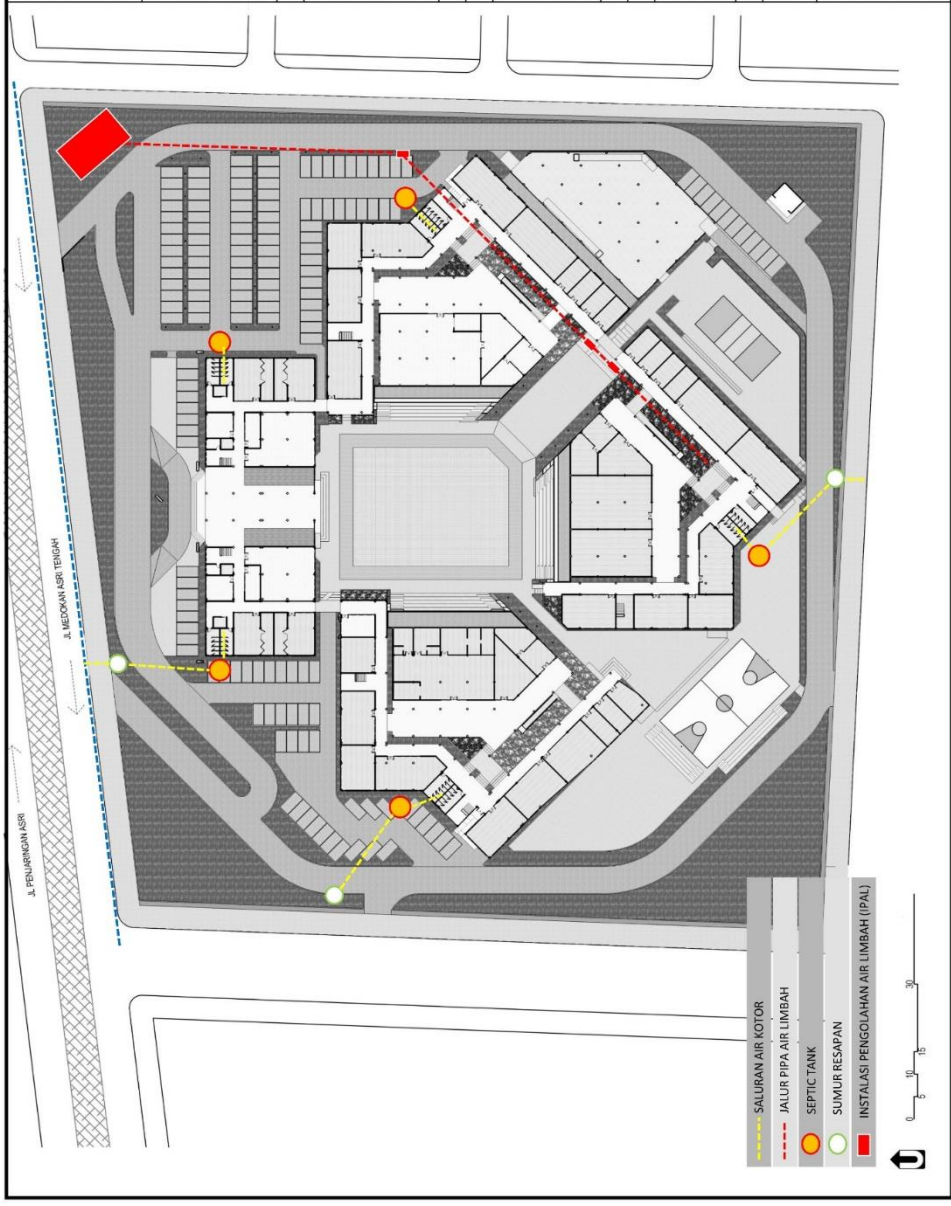 JL PENJARINGAN ASRI
JL MEDOKAN ASRI TENGAH
SALURAN AIR KOTOR
JALUR PIPA AIR LIMBAH
SEPTIC TANK
SUMUR RESAPAN
INSTALASI PENGOLAHAN AIR LIMBAH (IPAL)
0 5 10 15 30
U